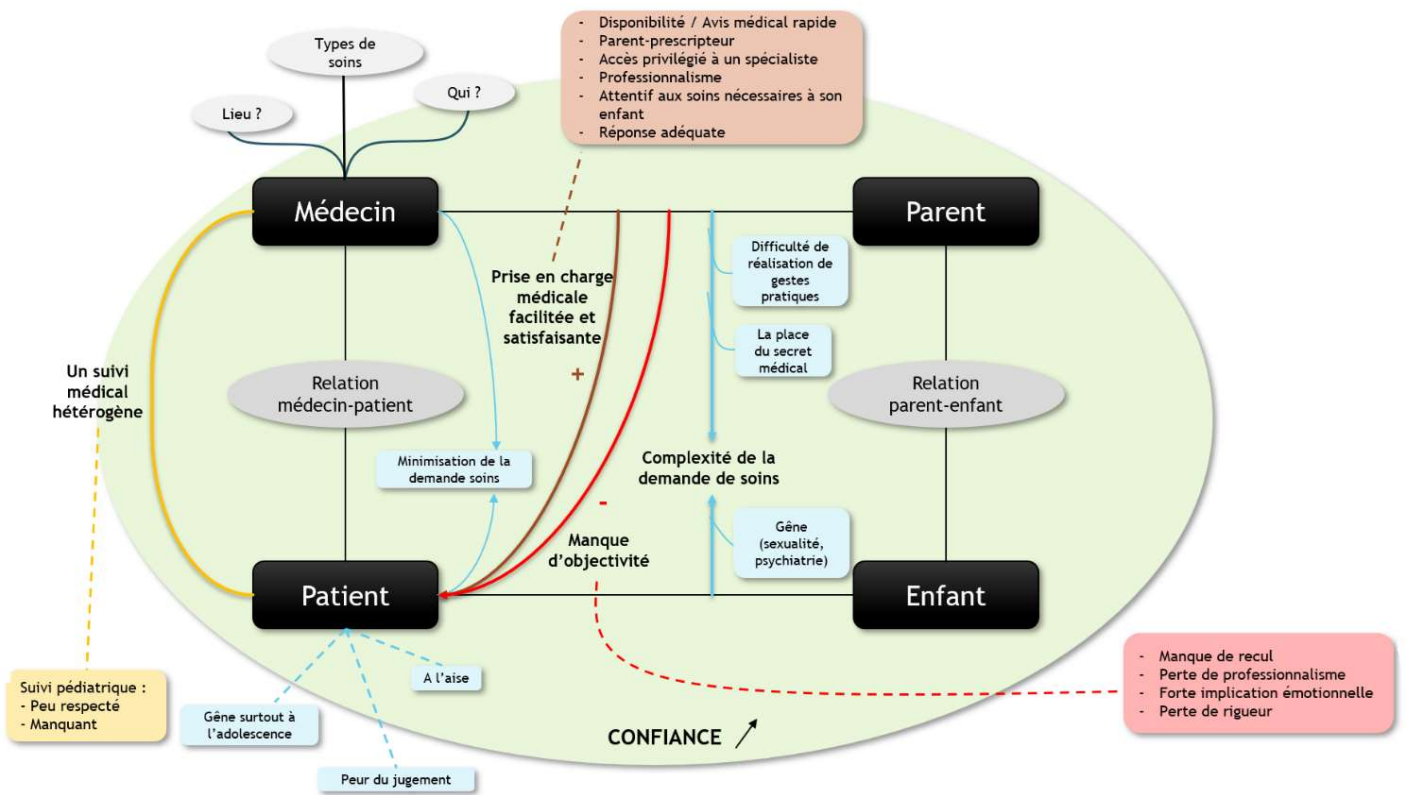 - Disponibilité / Avis médical rapide
- Parent-prescripteur
- Accès privilégié à un spécialiste
- Professionnalisme
- Attentif aux soins nécessaires à son
enfant
- Réponse adéquate
Types de
soins
Lieu ?
Qui ?
Médecin
Parent
Difficulté de
réalisation de
gestes
pratiques
Prise en charge
médicale
facilitée et
satisfaisante
+
La place
du secret
médical
Un suivi
médical
hétérogène
Relation
médecin-patient
Relation
parent-enfant
Minimisation de la
demande soins
Complexité de la
demande de soins
-
Manque
d'objectivité
Gêne
(sexualité,
psychiatrie)
Patient
Enfant
Suivi pédiatrique :
- Peu respecté
- Manquant
A l'aise
Gêne surtout à
l'adolescence
Peur du jugement
CONFIANCE
- Manque de recul
- Perte de professionnalisme
- Forte implication émotionnelle
- Perte de rigueur